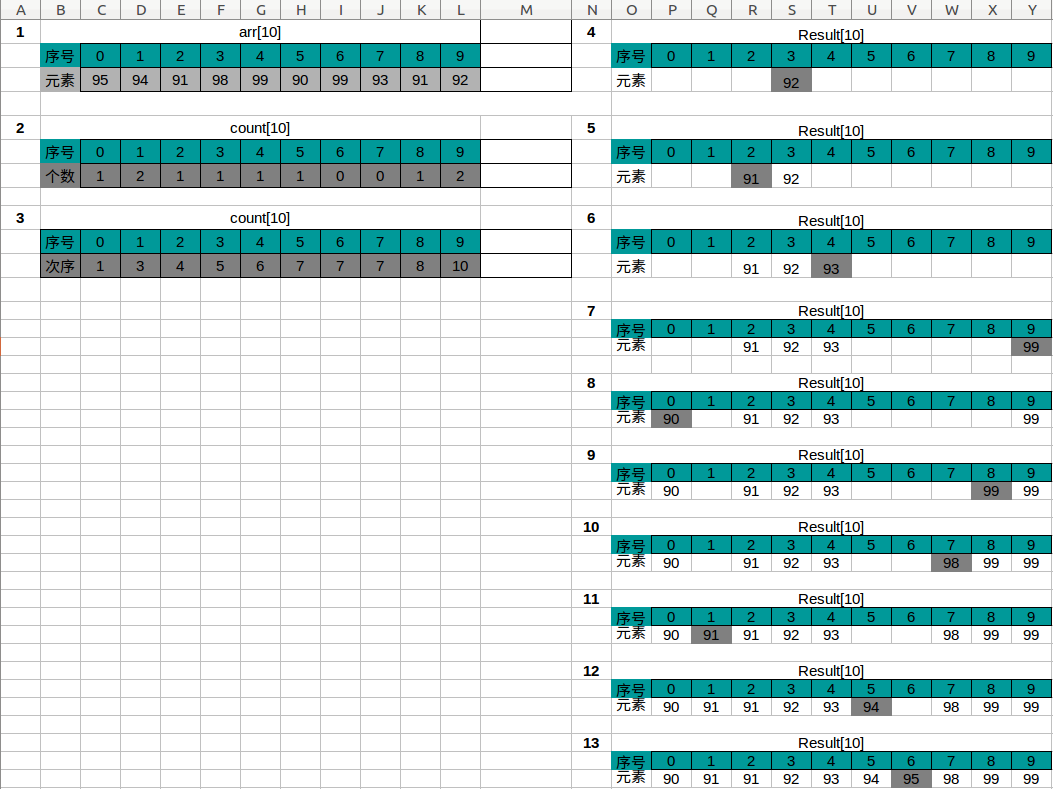 A B C D E F G H I J K L M N O P Q R S T U V W X Y
1 arr[10]
序号 0 1 2 3 4 5 6 7 8 9
元素 95 94 91 98 99 90 99 93 91 92
2 count[10]
序号 0 1 2 3 4 5 6 7 8 9
个数 1 2 1 1 1 1 0 0 1 2
3 count[10]
序号 0 1 2 3 4 5 6 7 8 9
次序 1 3 4 5 6 7 7 7 8 10
4 Result[10]
序号 0 1 2 3 4 5 6 7 8 9
元素 92
5 Result[10]
序号 0 1 2 3 4 5 6 7 8 9
元素 91 92
6 Result[10]
序号 0 1 2 3 4 5 6 7 8 9
元素 91 92 93
7 Result[10]
序号 0 1 2 3 4 5 6 7 8 9
元素 91 92 93 99
8 Result[10]
序号 0 1 2 3 4 5 6 7 8 9
元素 90 91 92 93 99
9 Result[10]
序号 0 1 2 3 4 5 6 7 8 9
元素 90 91 92 93 99 99
10 Result[10]
序号 0 1 2 3 4 5 6 7 8 9
元素 90 91 92 93 98 99 99
11 Result[10]
序号 0 1 2 3 4 5 6 7 8 9
元素 90 91 91 92 93 98 99 99
12 Result[10]
序号 0 1 2 3 4 5 6 7 8 9
元素 90 91 91 92 93 94 98 99 99
13 Result[10]
序号 0 1 2 3 4 5 6 7 8 9
元素 90 91 91 92 93 94 95 98 99 99